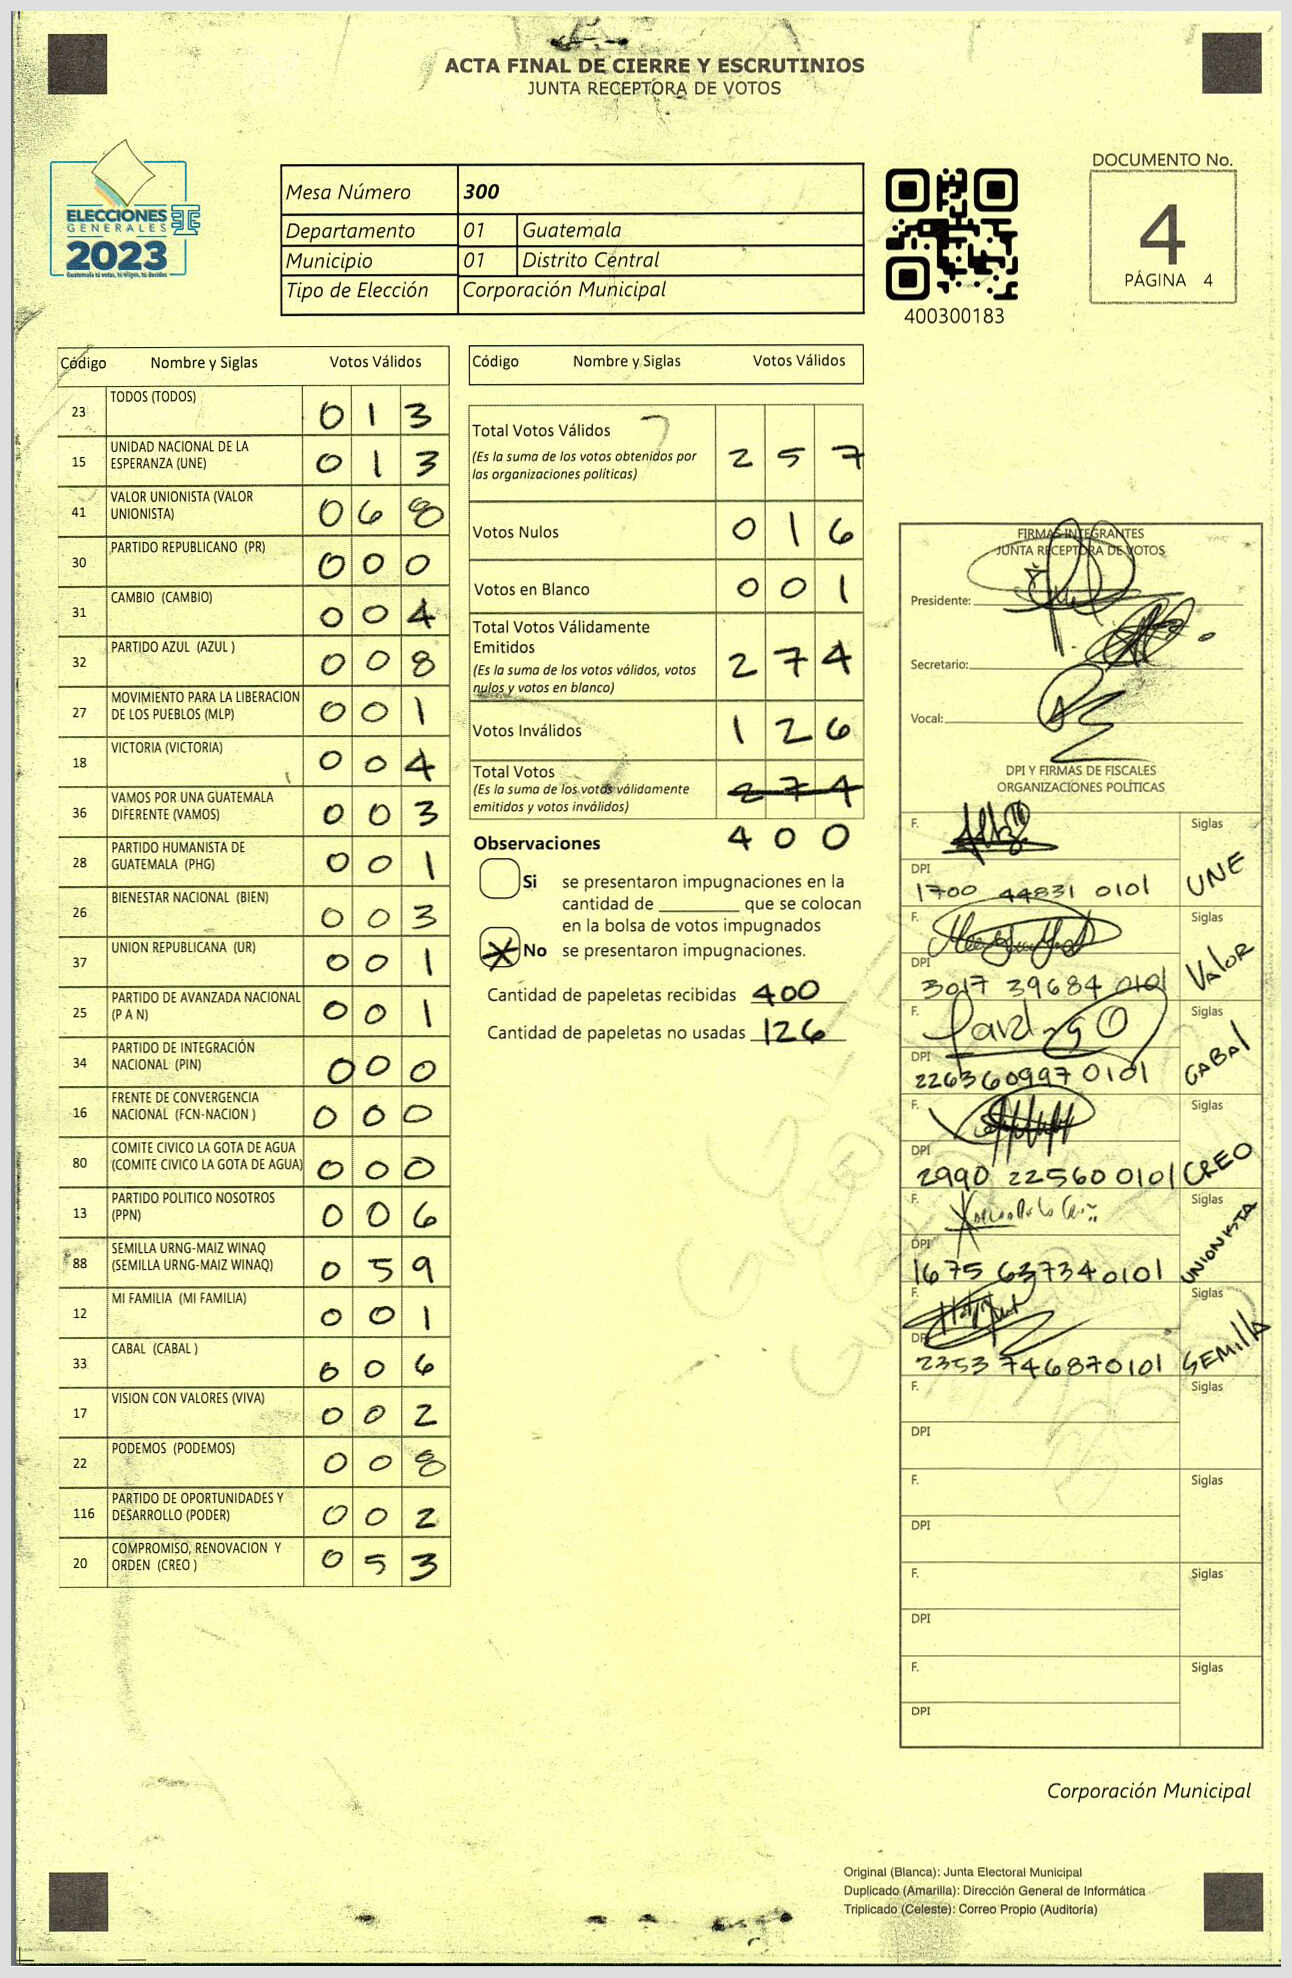 ACTA FINAL DE CIERRE Y ESCRUTINIOS
JUNTA RECEPTORA DE VOTOS
ELECCIONES
GENERALES
2023
Guatemala tú votas, tú eliges, tú decides
Mesa Número 300
Departamento 01 Guatemala
Municipio 01 Distrito Central
Tipo de Elección Corporación Municipal
400300183
DOCUMENTO No.
4
PÁGINA 4
Código Nombre y Siglas Votos Válidos
23 TODOS (TODOS) 0 1 3
15 UNIDAD NACIONAL DE LA
ESPERANZA (UNE) 0 1 3
41 VALOR UNIONISTA (VALOR
UNIONISTA) 0 6 8
30 PARTIDO REPUBLICANO (PR) 0 0 0
31 CAMBIO (CAMBIO) 0 0 4
32 PARTIDO AZUL (AZUL ) 0 0 8
27 MOVIMIENTO PARA LA LIBERACION
DE LOS PUEBLOS (MLP) 0 0 1
18 VICTORIA (VICTORIA) 0 0 4
36 VAMOS POR UNA GUATEMALA
DIFERENTE (VAMOS) 0 0 3
28 PARTIDO HUMANISTA DE
GUATEMALA (PHG) 0 0 1
26 BIENESTAR NACIONAL (BIEN) 0 0 3
37 UNION REPUBLICANA (UR) 0 0 1
25 PARTIDO DE AVANZADA NACIONAL
(P A N) 0 0 1
34 PARTIDO DE INTEGRACIÓN
NACIONAL (PIN) 0 0 0
16 FRENTE DE CONVERGENCIA
NACIONAL (FCN-NACION ) 0 0 0
80 COMITE CIVICO LA GOTA DE AGUA
(COMITE CIVICO LA GOTA DE AGUA) 0 0 0
13 PARTIDO POLITICO NOSOTROS
(PPN) 0 0 6
88 SEMILLA URNG-MAIZ WINAQ
(SEMILLA URNG-MAIZ WINAQ) 0 5 9
12 MI FAMILIA (MI FAMILIA) 0 0 1
33 CABAL (CABAL ) 0 0 6
17 VISION CON VALORES (VIVA) 0 0 2
22 PODEMOS (PODEMOS) 0 0 8
116 PARTIDO DE OPORTUNIDADES Y
DESARROLLO (PODER) 0 0 2
20 COMPROMISO, RENOVACION Y
ORDEN (CREO ) 0 5 3
Código Nombre y Siglas Votos Válidos
Total Votos Válidos
(Es la suma de los votos obtenidos por
las organizaciones políticas) 2 5 7
Votos Nulos 0 1 6
Votos en Blanco 0 0 1
Total Votos Válidamente
Emitidos
(Es la suma de los votos válidos, votos
nulos y votos en blanco) 2 7 4
Votos Inválidos 1 2 6
Total Votos
(Es la suma de los votos válidamente
emitidos y votos inválidos) 2 7 4
4 0 0
Observaciones
Si se presentaron impugnaciones en la
cantidad de ________ que se colocan
en la bolsa de votos impugnados
X No se presentaron impugnaciones.
Cantidad de papeletas recibidas 400
Cantidad de papeletas no usadas 126
FIRMAS INTEGRANTES
JUNTA RECEPTORA DE VOTOS
Presidente:
Secretario:
Vocal:
DPI Y FIRMAS DE FISCALES
ORGANIZACIONES POLÍTICAS
F. Siglas
DPI
1700 44831 0101 UNE
F. Siglas
DPI
3017 39684 0101 Valor
F. Siglas
DPI
2263609970101 CABAL
F. Siglas
DPI
2990 22560 0101 CREO
F. Siglas
DPI
1675 63734 0101 UNIONISTA
F. Siglas
DPI
2353 746870101 SEMILLA
F. Siglas
DPI
F. Siglas
DPI
F. Siglas
DPI
F. Siglas
DPI
Corporación Municipal
Original (Blanca): Junta Electoral Municipal
Duplicado (Amarilla): Dirección General de Informática
Triplicado (Celeste): Correo Propio (Auditoría)